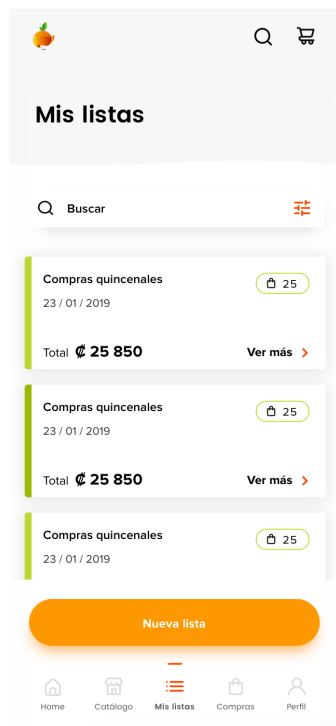 Mis listas
Buscar
Compras quincenales
25
23 / 01 / 2019
Total ₡ 25 850
Ver más
Compras quincenales
25
23 / 01 / 2019
Total ₡ 25 850
Ver más
Compras quincenales
25
23 / 01 / 2019
Nueva lista
Home Catálogo Mis listas Compras Perfil